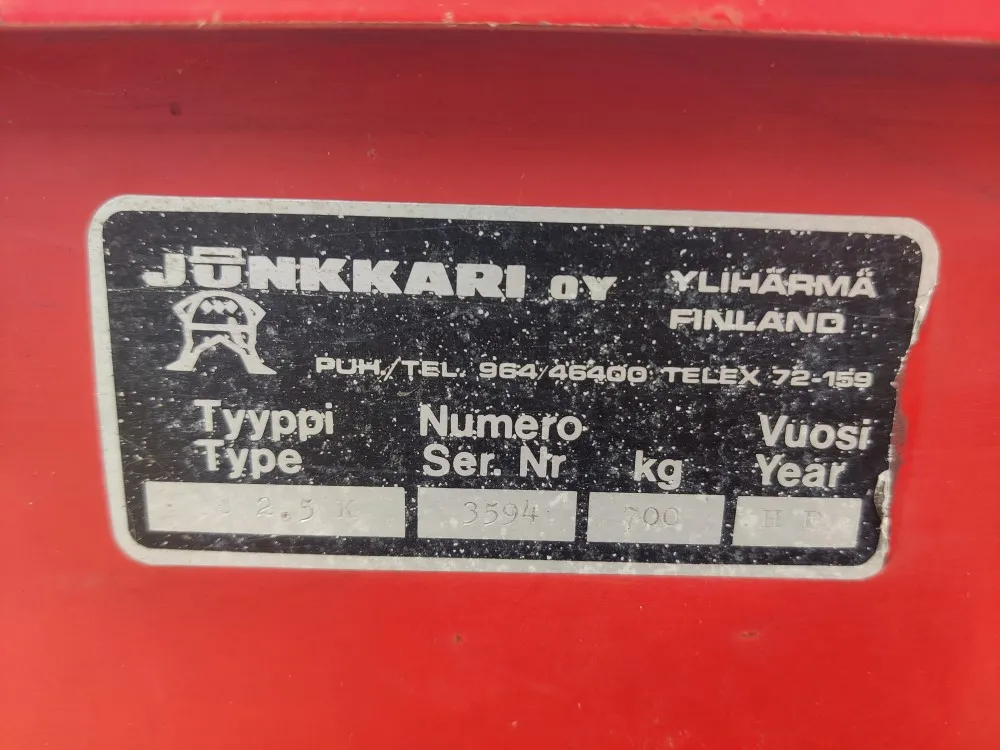 JUNKKARI OY YLIHÄRMÄ
FINLAND
PUH./TEL. 964/46400 TELEX 72-159
Tyyppi Numero Vuosi
Type Ser. Nr kg Year
2,5 K 3594 700 H